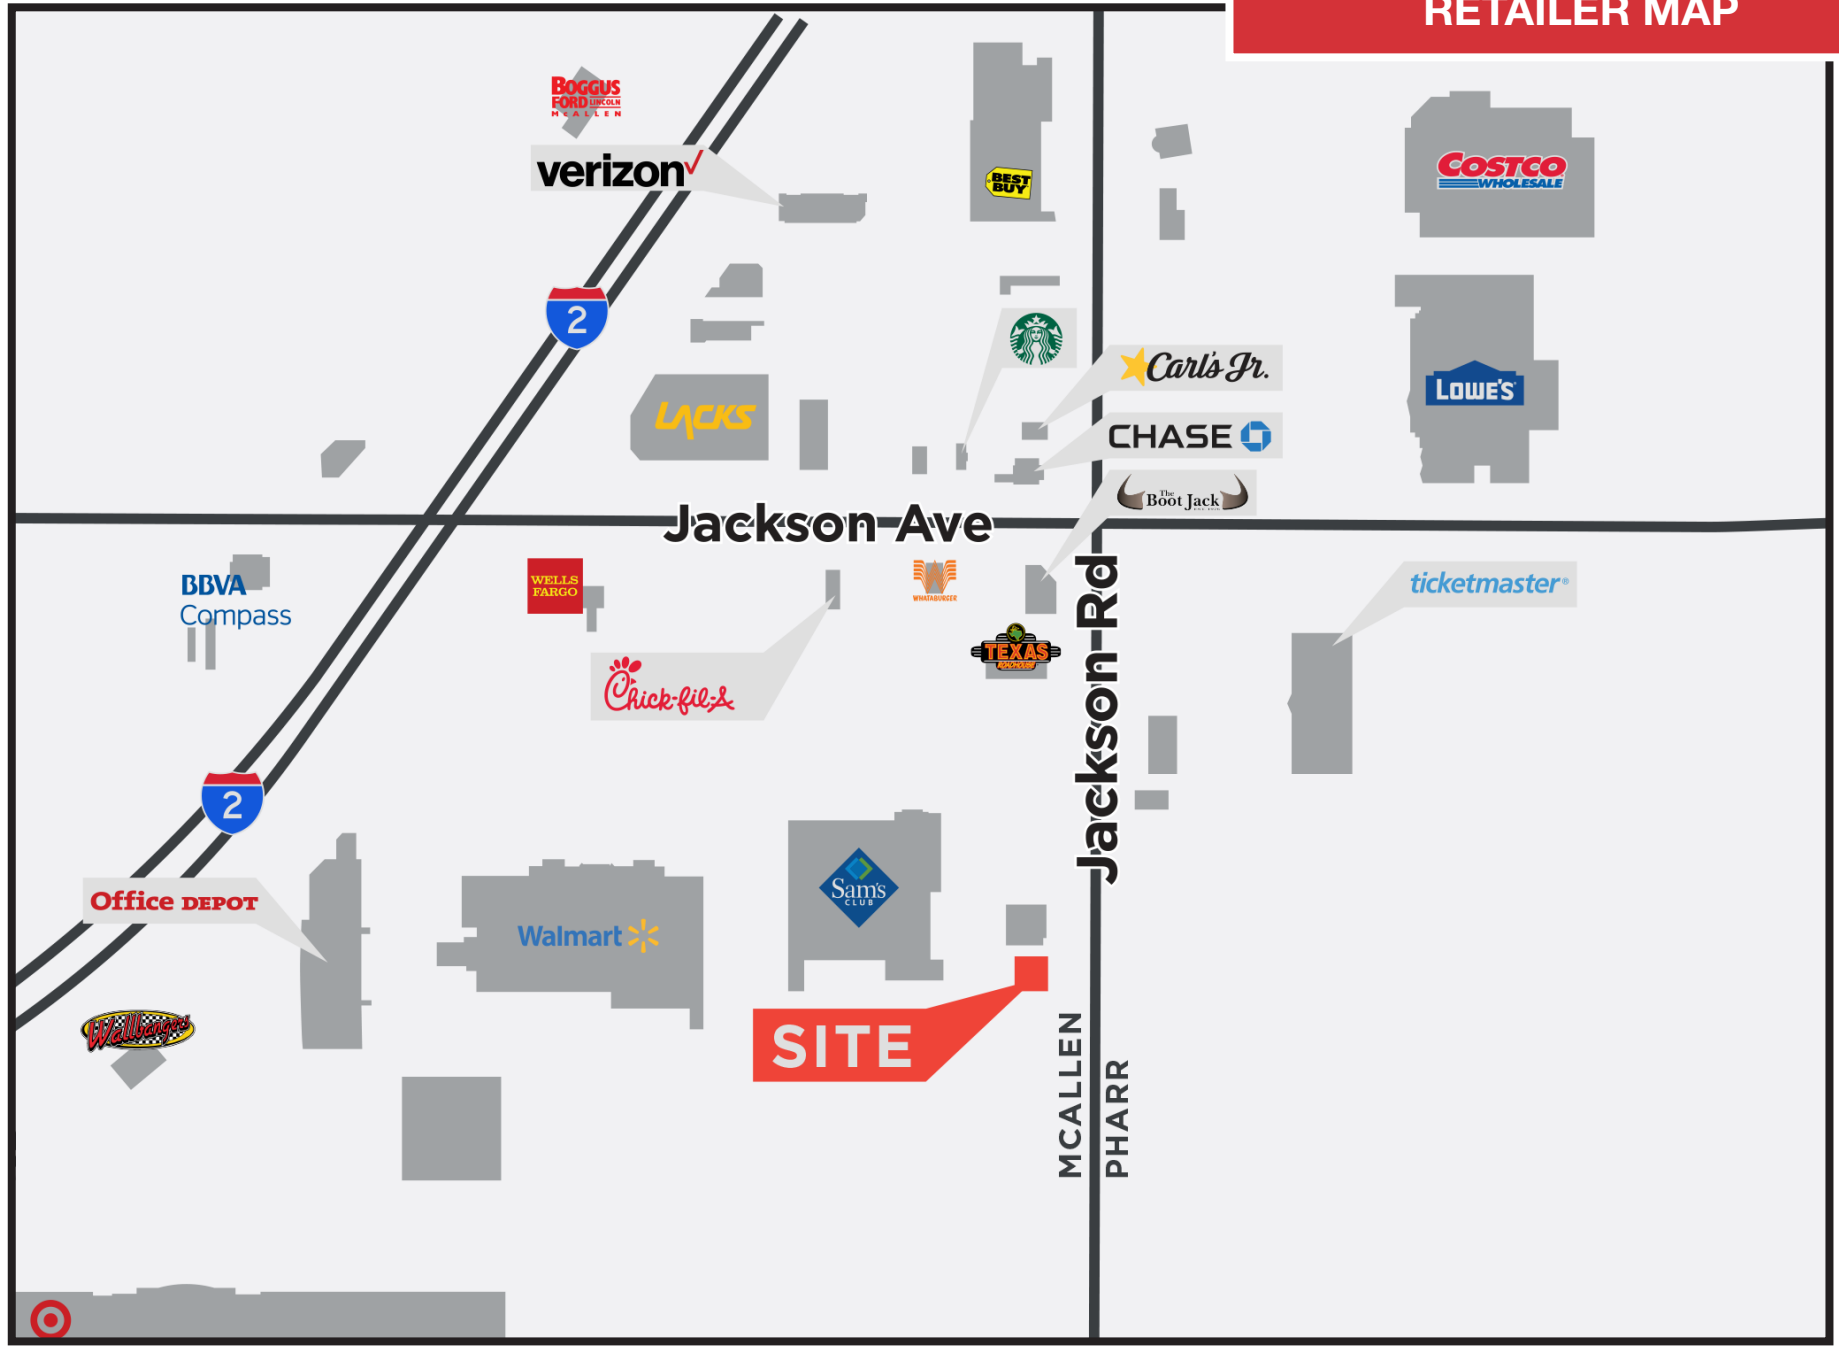 RETAILER MAP
BOGGUS
FORD LINCOLN
MCALLEN
verizon
BEST
BUY
COSTCO
WHOLESALE
2
Carl's Jr.
LOWE'S
LACKS
CHASE
The
Boot Jack
Jackson Ave
BBVA
Compass
WELLS
FARGO
WHATABURGER
ticketmaster®
TEXAS
ROADHOUSE
Jackson Rd
Chick-fil-A
2
Office DEPOT
Walmart
Sam's
CLUB
Wallbangers
SITE
MCALLEN
PHARR